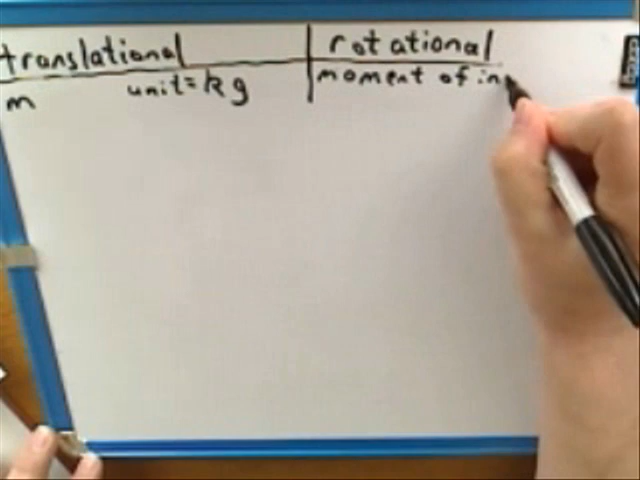 translational rotational
m unit=kg moment of in